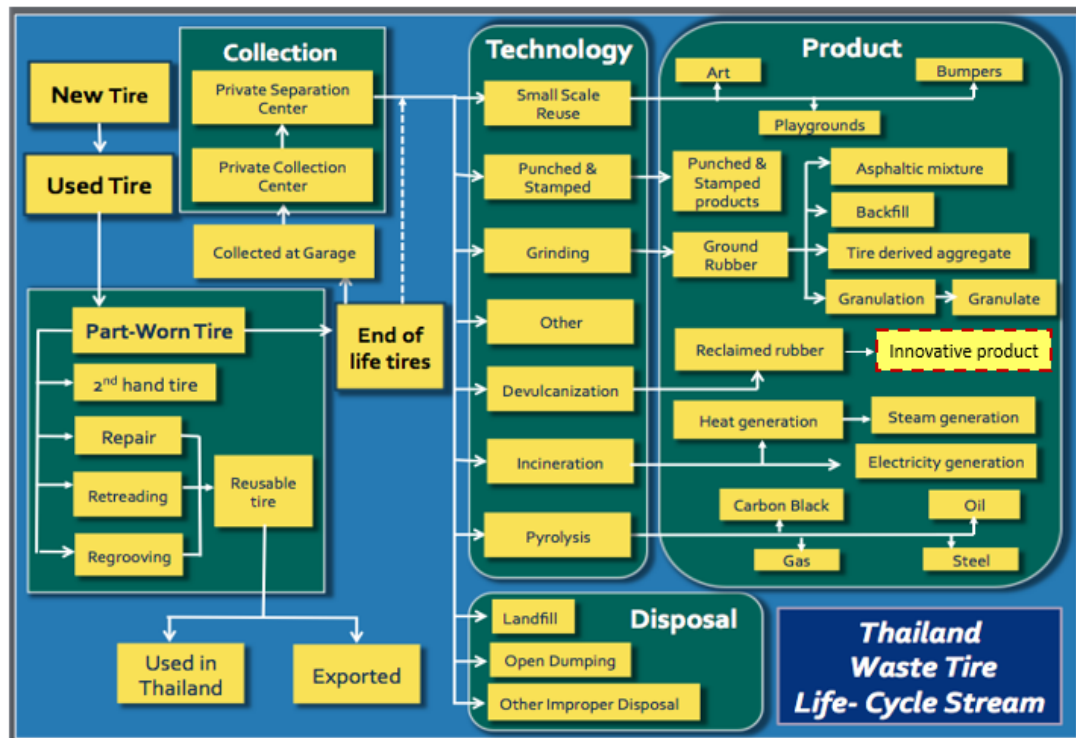 Collection
New Tire
Private Separation
Center
Private Collection
Center
Used Tire
Collected at Garage
Part-Worn Tire
End of
life tires
2nd hand tire
Repair
Retreading
Regrooving
Reusable
tire
Used in
Thailand
Exported
Technology
Small Scale
Reuse
Punched &
Stamped
Grinding
Other
Devulcanization
Incineration
Pyrolysis
Product
Art
Bumpers
Playgrounds
Punched &
Stamped
products
Asphaltic mixture
Backfill
Ground
Rubber
Tire derived aggregate
Granulation
Granulate
Reclaimed rubber
Innovative product
Heat generation
Steam generation
Electricity generation
Carbon Black
Oil
Gas
Steel
Disposal
Landfill
Open Dumping
Other Improper Disposal
Thailand
Waste Tire
Life- Cycle Stream